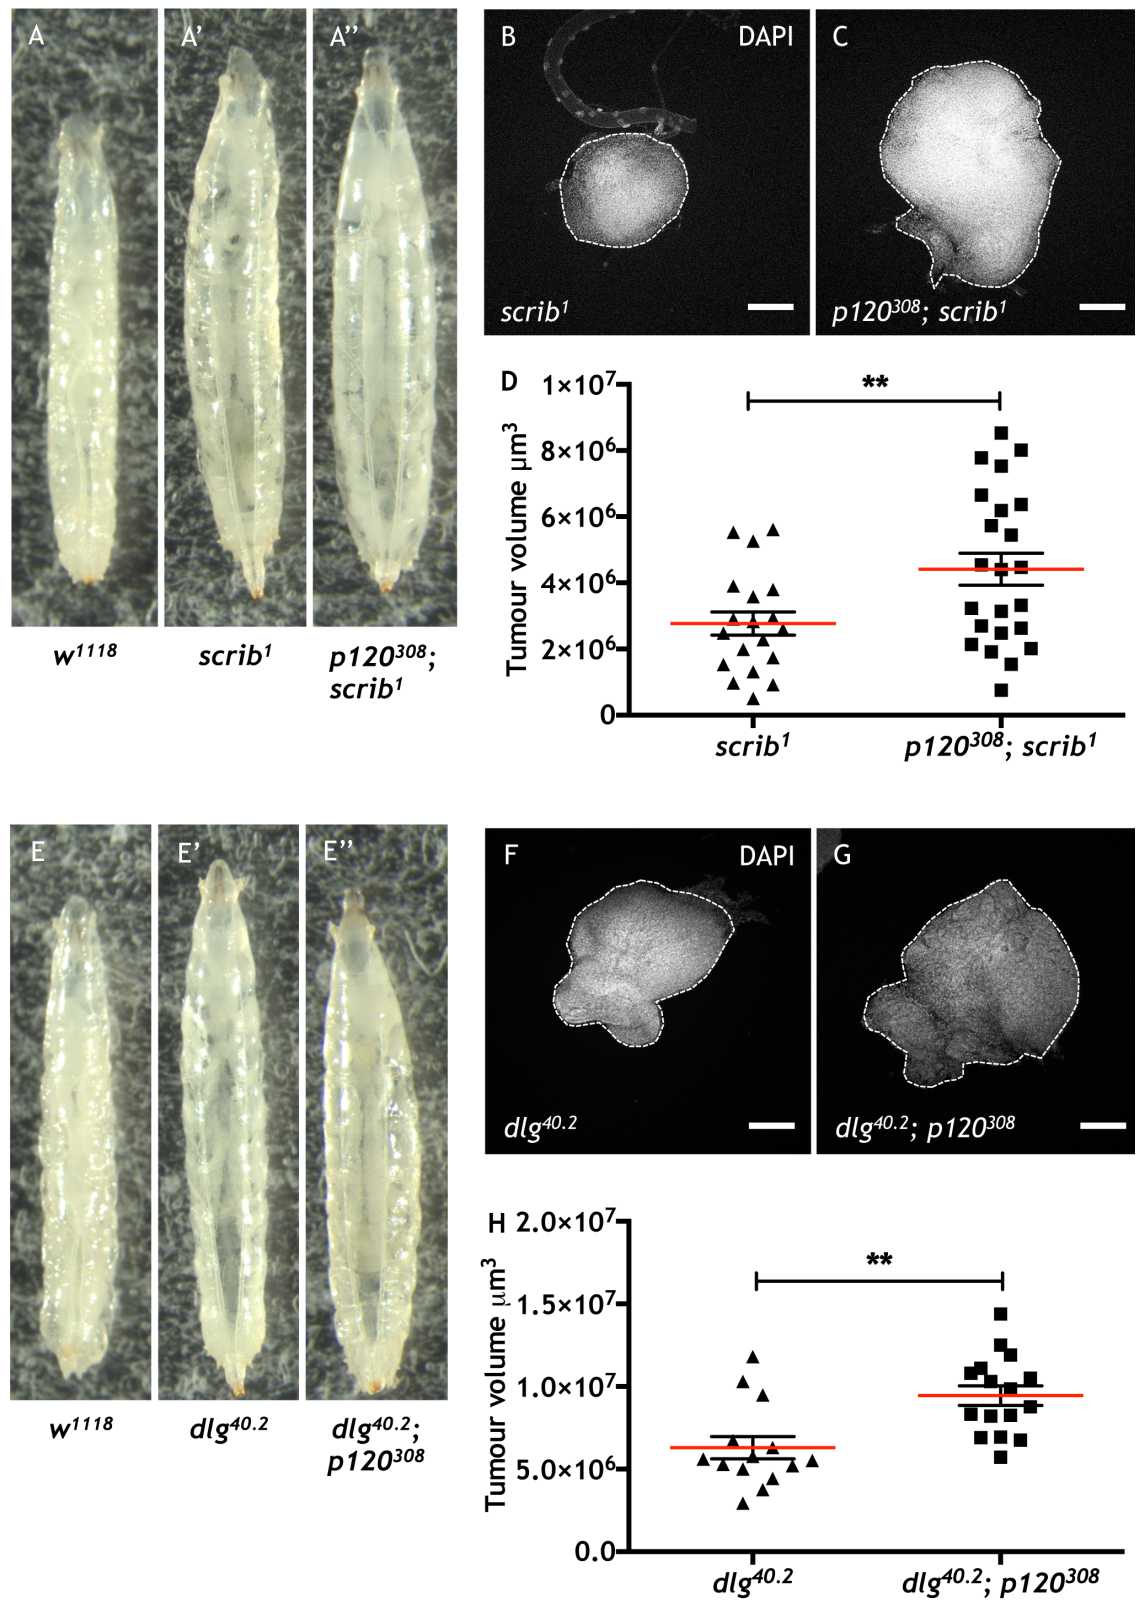 A
A’
A’’
w¹¹¹⁸
scrib¹
p120³⁰⁸;
scrib¹
B
DAPI
scrib¹
C
p120³⁰⁸; scrib¹
D
Tumour volume μm³
1×10⁷
8×10⁶
6×10⁶
4×10⁶
2×10⁶
0
**
scrib¹
p120³⁰⁸; scrib¹
E
E’
E’’
w¹¹¹⁸
dlg⁴⁰·²
dlg⁴⁰·²;
p120³⁰⁸
F
DAPI
dlg⁴⁰·²
G
dlg⁴⁰·²; p120³⁰⁸
H
Tumour volume μm³
2.0×10⁷
1.5×10⁷
1.0×10⁷
5.0×10⁶
0.0
**
dlg⁴⁰·²
dlg⁴⁰·²; p120³⁰⁸